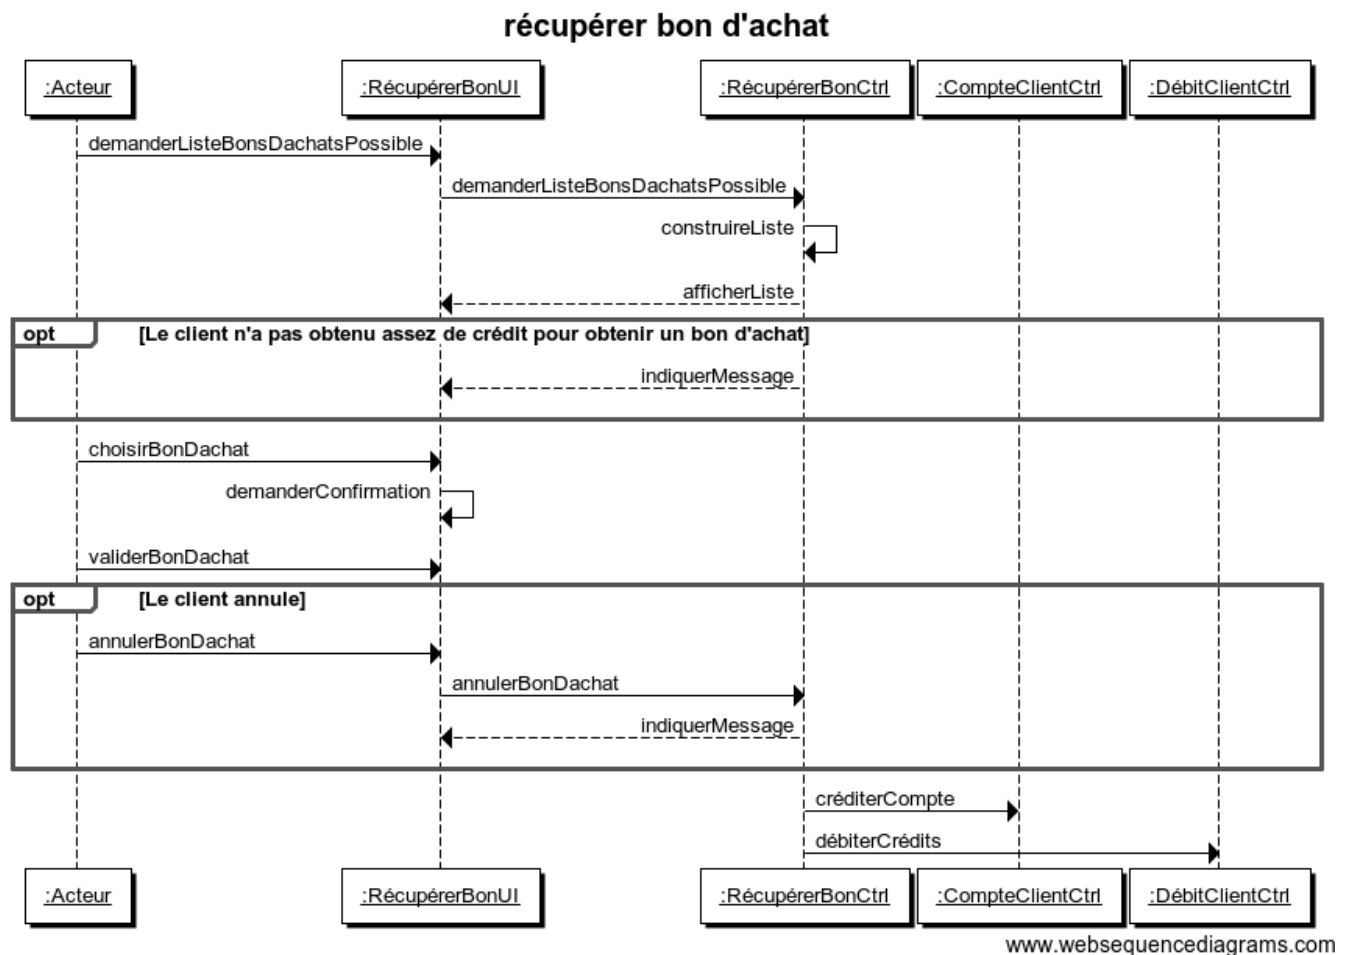 récupérer bon d'achat
:Acteur
:RécupérerBonUI
:RécupérerBonCtrl
:CompteClientCtrl
:DébitClientCtrl
demanderListeBonsDachatsPossible
demanderListeBonsDachatsPossible
construireListe
afficherListe
opt
[Le client n'a pas obtenu assez de crédit pour obtenir un bon d'achat]
indiquerMessage
choisirBonDachat
demanderConfirmation
validerBonDachat
opt
[Le client annule]
annulerBonDachat
annulerBonDachat
indiquerMessage
créditerCompte
débiterCrédits
:Acteur
:RécupérerBonUI
:RécupérerBonCtrl
:CompteClientCtrl
:DébitClientCtrl
www.websequencediagrams.com